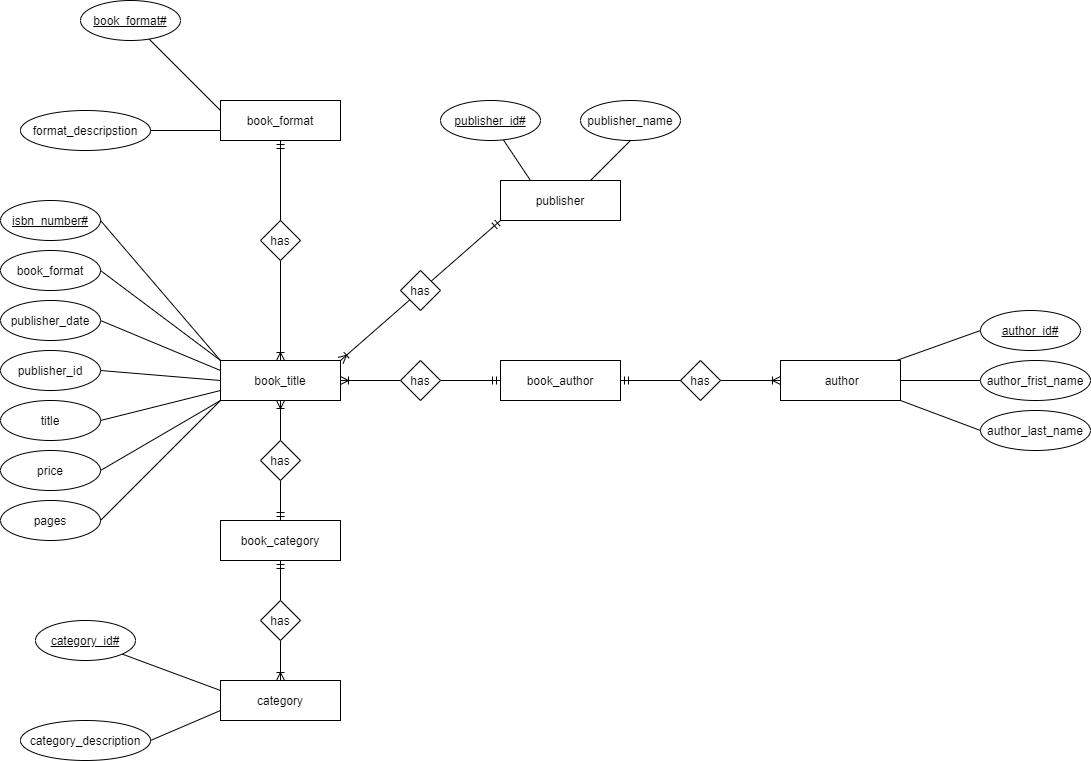 book_format#
format_descripstion
book_format
publisher_id#
publisher_name
publisher
has
has
isbn_number#
book_format
publisher_date
publisher_id
title
price
pages
book_title
has
book_author
has
author
author_id#
author_frist_name
author_last_name
has
book_category
has
category_id#
category
category_description